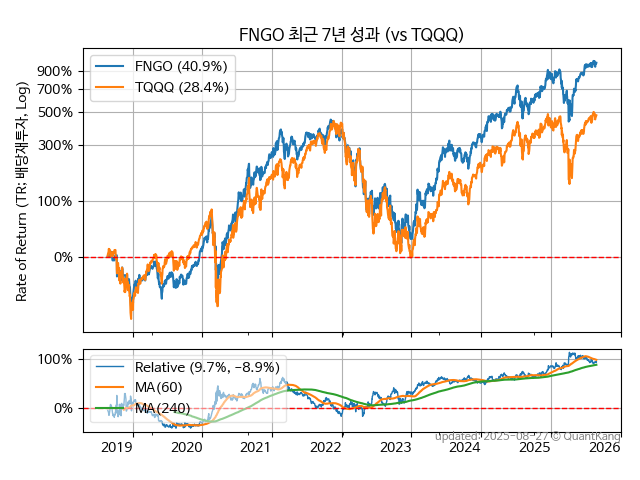 FNGO 최근 7년 성과 (vs TQQQ)
Rate of Return (TR: 배당재투자, Log)
900%
700%
500%
300%
100%
0%
FNGO (40.9%)
TQQQ (28.4%)
100%
0%
Relative (9.7%, -8.9%)
MA(60)
MA(240)
updated: 2025-08-27 © QuantKang
2019 2020 2021 2022 2023 2024 2025 2026